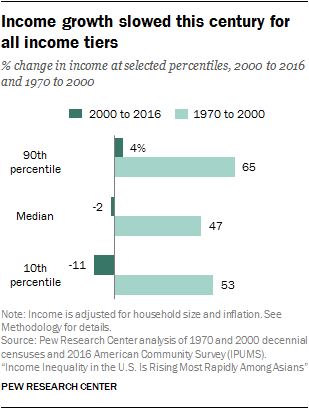 Income growth slowed this century for
all income tiers
% change in income at selected percentiles, 2000 to 2016
and 1970 to 2000
2000 to 2016 1970 to 2000
90th
percentile
4%
65
Median
-2
47
10th
percentile
-11
53
Note: Income is adjusted for household size and inflation. See
Methodology for details.
Source: Pew Research Center analysis of 1970 and 2000 decennial
censuses and 2016 American Community Survey (IPUMS).
“Income Inequality in the U.S. Is Rising Most Rapidly Among Asians”
PEW RESEARCH CENTER